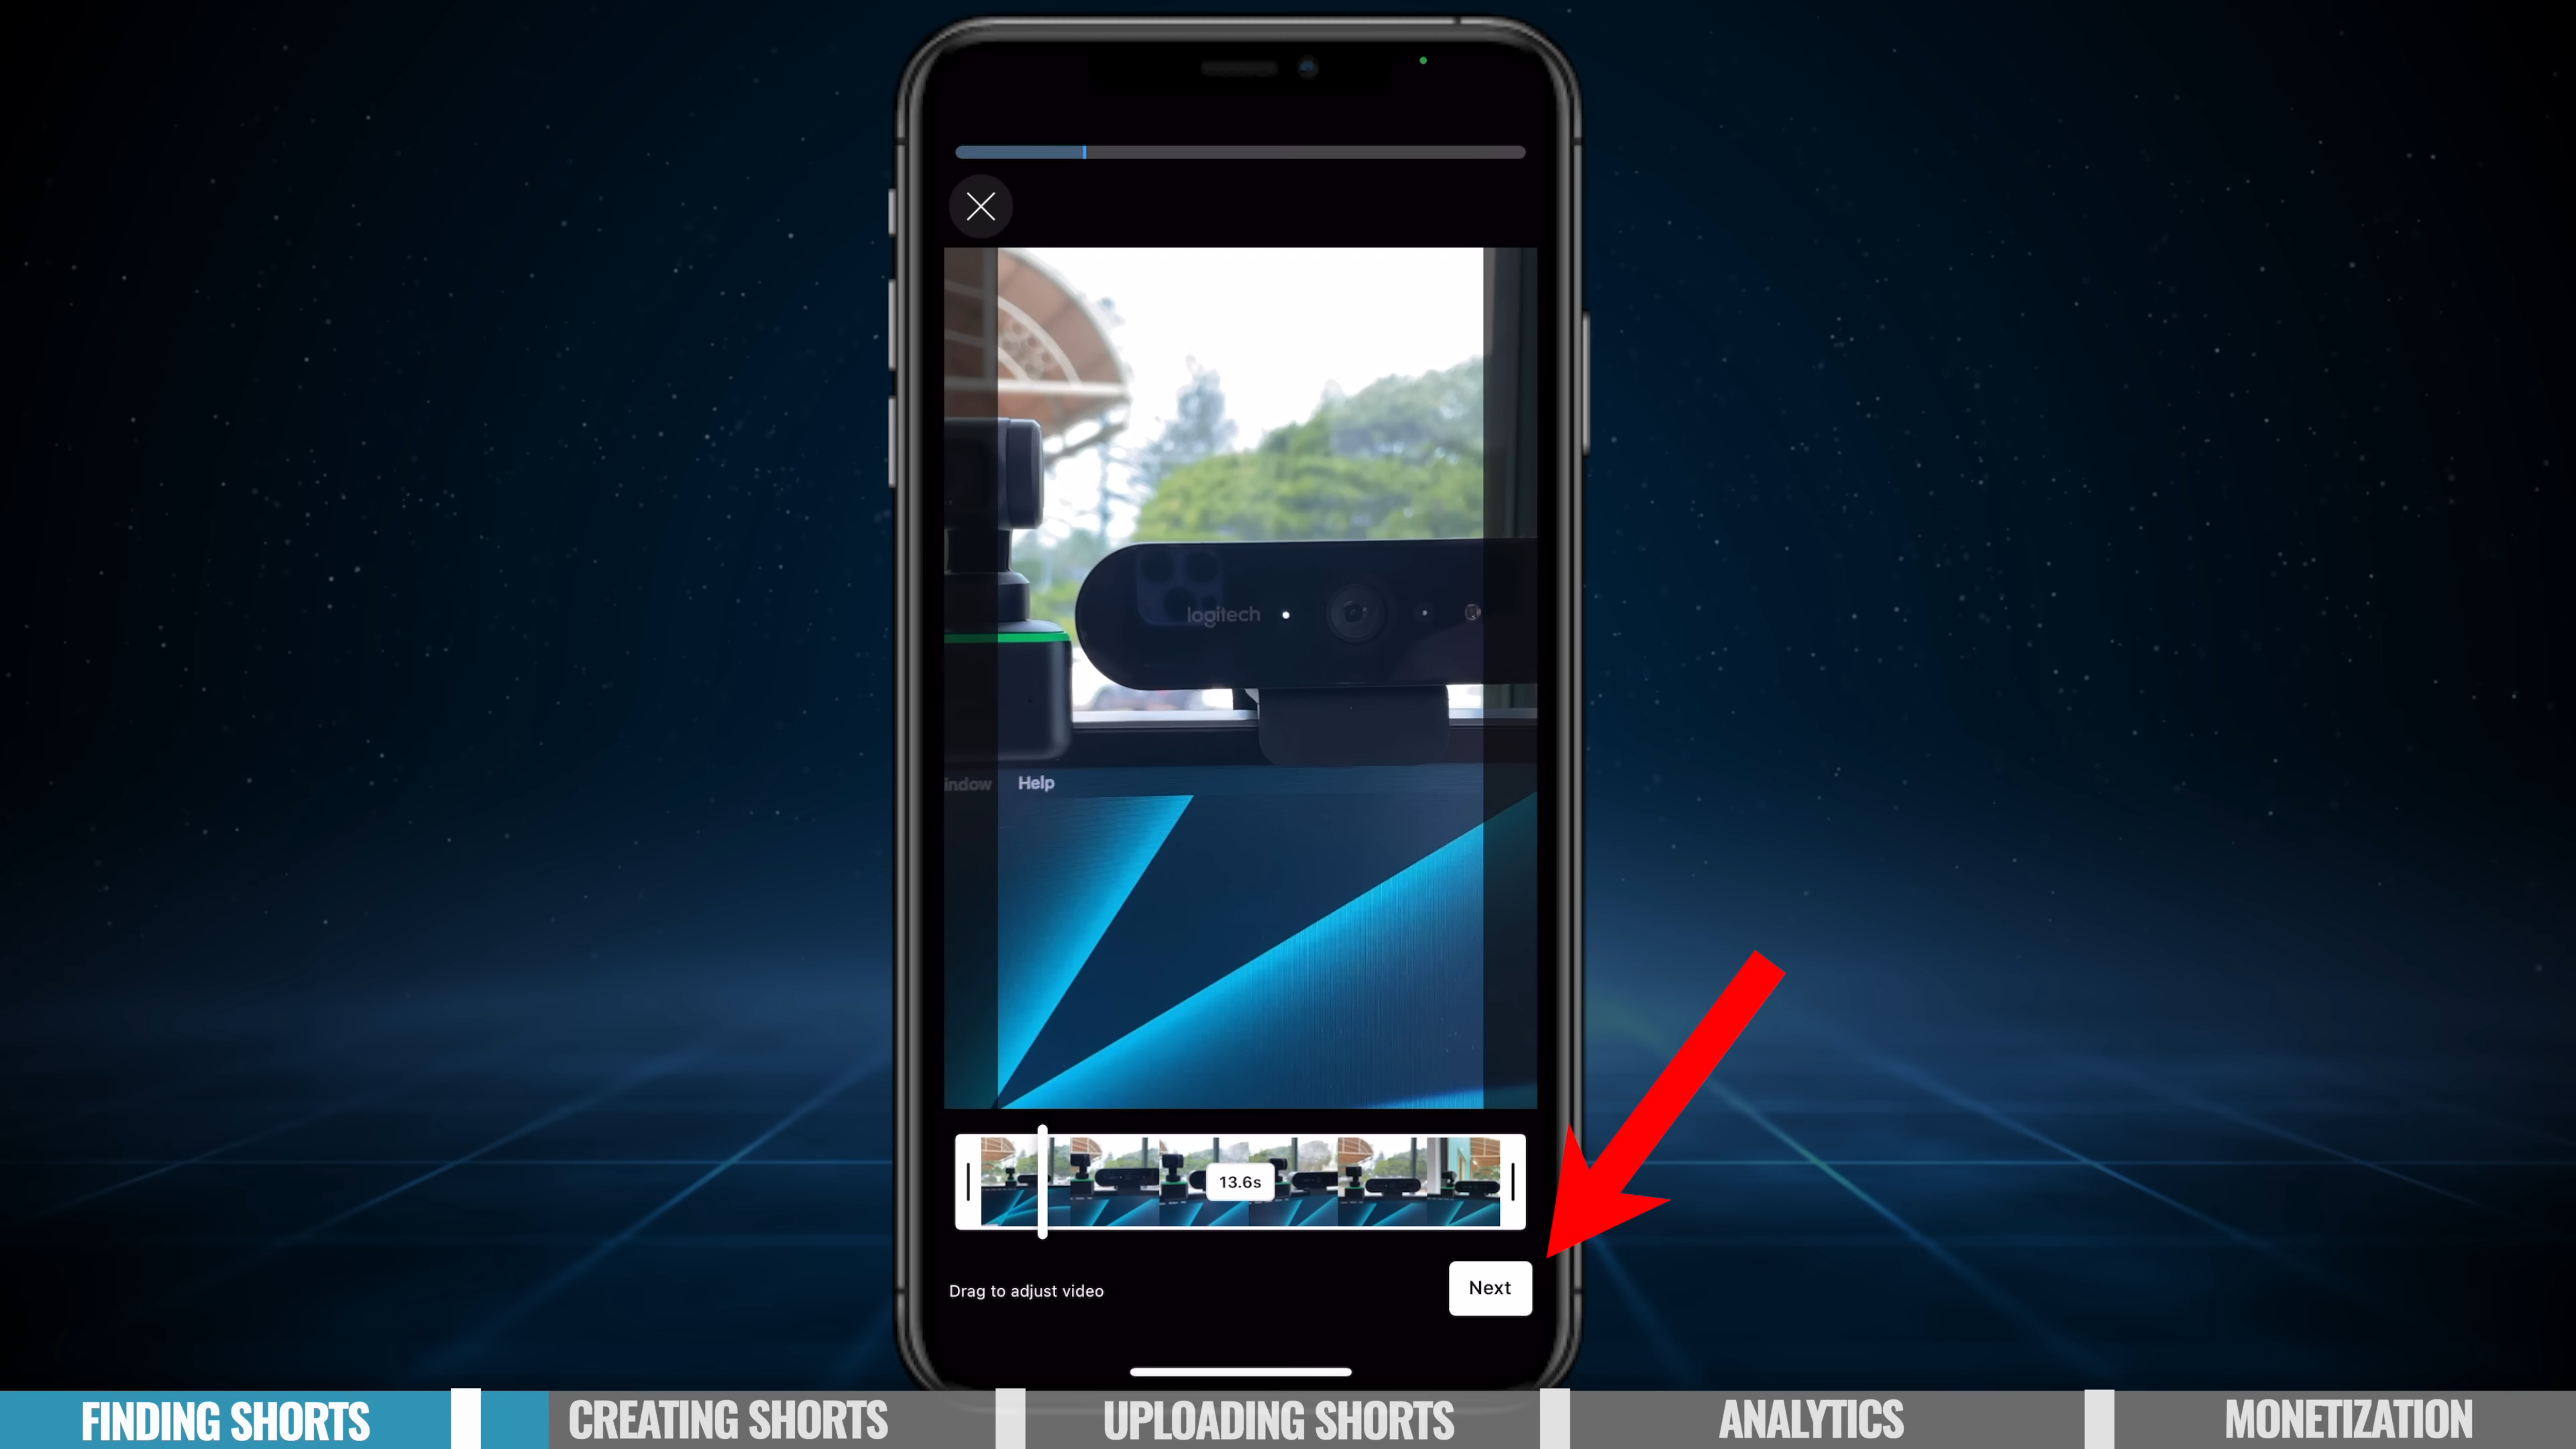 logitech
indow Help
13.6s
Drag to adjust video
Next
FINDING SHORTS
CREATING SHORTS
UPLOADING SHORTS
ANALYTICS
MONETIZATION